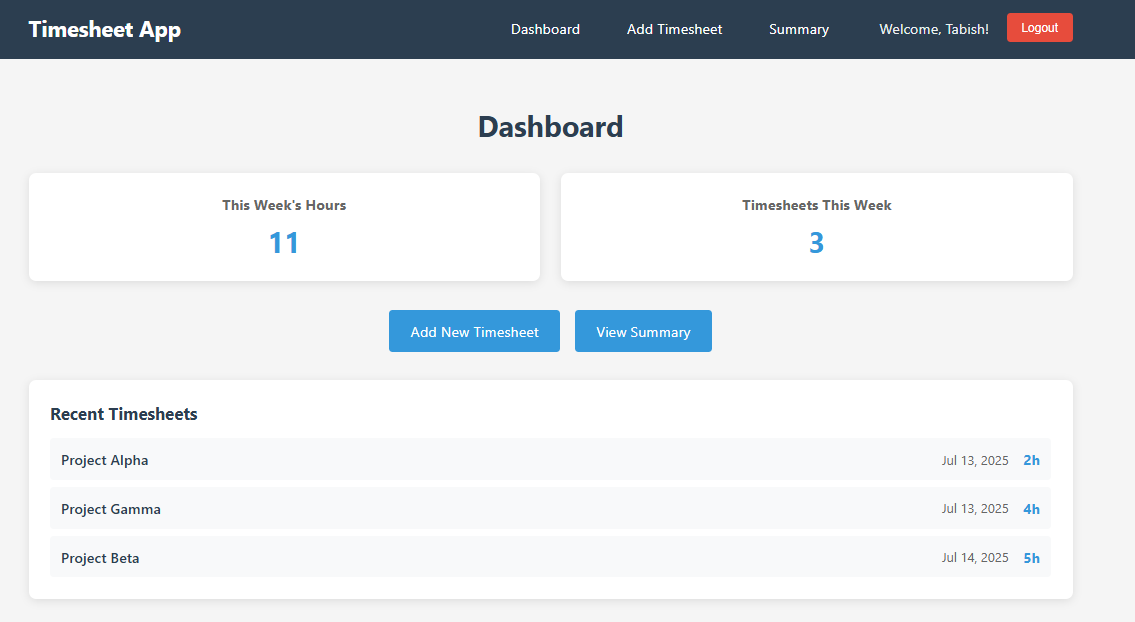 Timesheet App Dashboard Add Timesheet Summary Welcome, Tabish! Logout
Dashboard
This Week's Hours Timesheets This Week
11 3
Add New Timesheet View Summary
Recent Timesheets
Project Alpha Jul 13, 2025 2h
Project Gamma Jul 13, 2025 4h
Project Beta Jul 14, 2025 5h